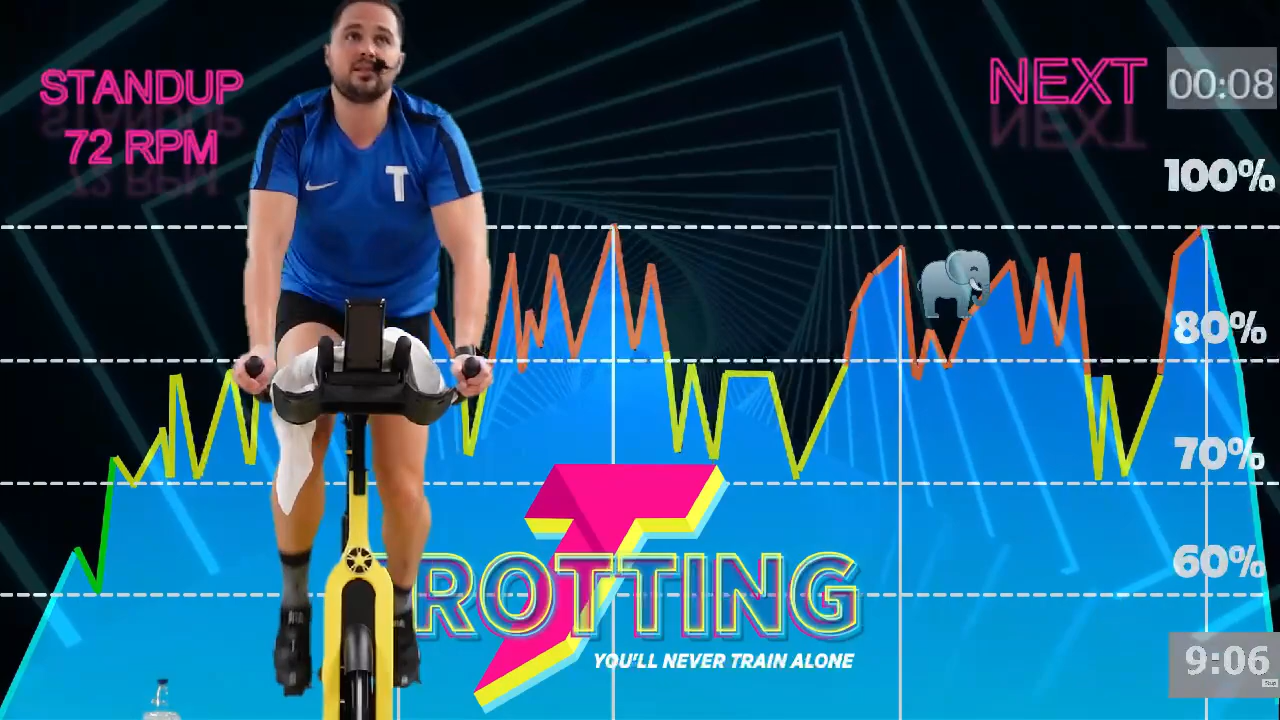 STANDUP
72 RPM
NEXT
00:08
100%
T
80%
70%
T
60%
TROTTING
YOU'LL NEVER TRAIN ALONE
9:06